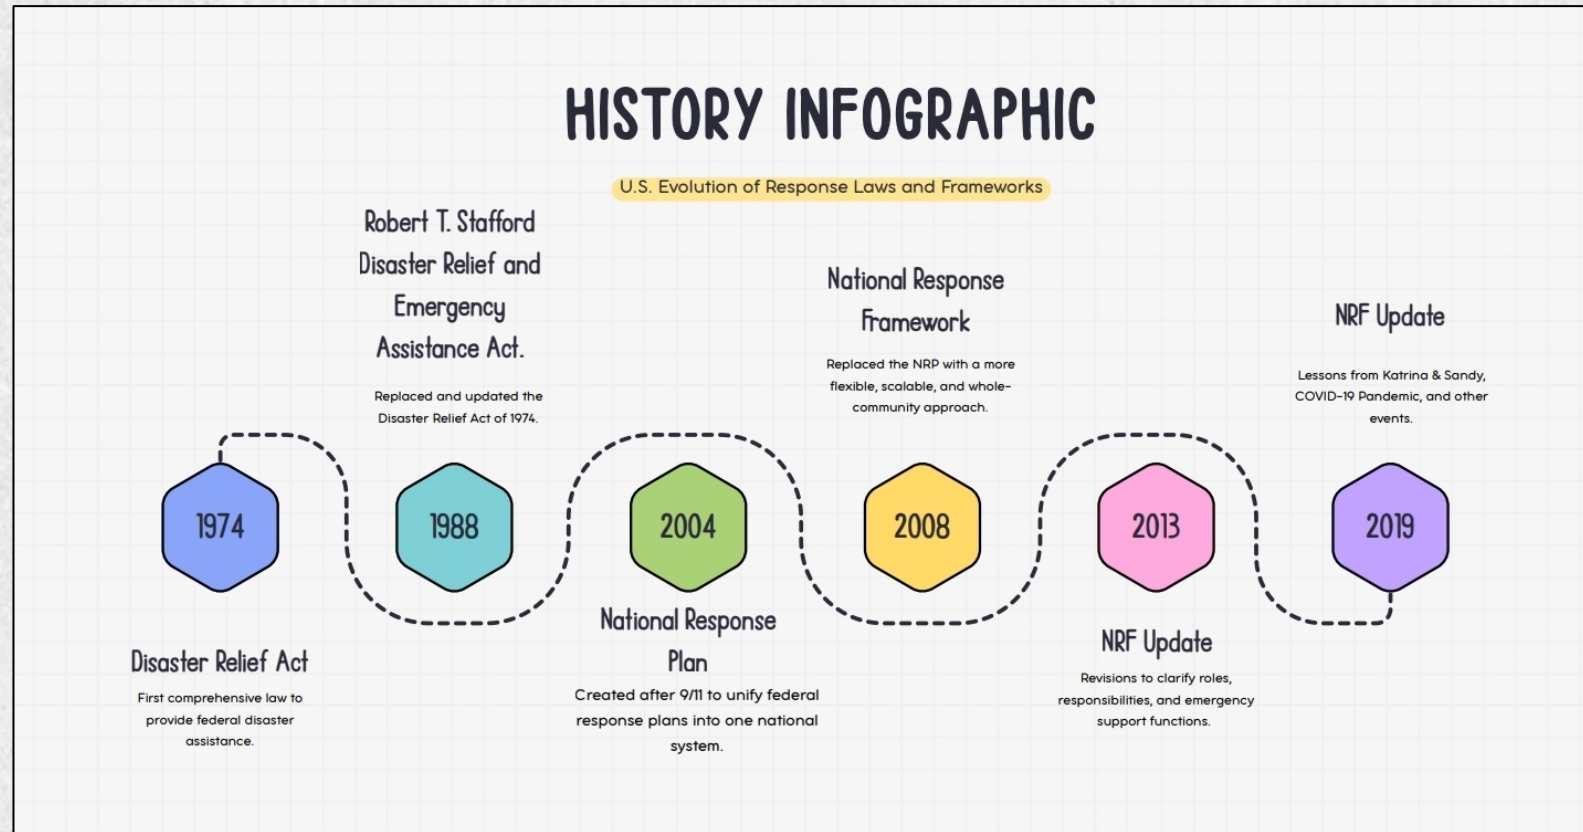 HISTORY INFOGRAPHIC
U.S. Evolution of Response Laws and Frameworks
1974
Disaster Relief Act
First comprehensive law to
provide federal disaster
assistance.
Robert T. Stafford
Disaster Relief and
Emergency
Assistance Act.
Replaced and updated the
Disaster Relief Act of 1974.
1988
2004
National Response
Plan
Created after 9/11 to unify federal
response plans into one national
system.
National Response
Framework
Replaced the NRP with a more
flexible, scalable, and whole-
community approach.
2008
2013
NRF Update
Revisions to clarify roles,
responsibilities, and emergency
support functions.
NRF Update
Lessons from Katrina & Sandy,
COVID-19 Pandemic, and other
events.
2019